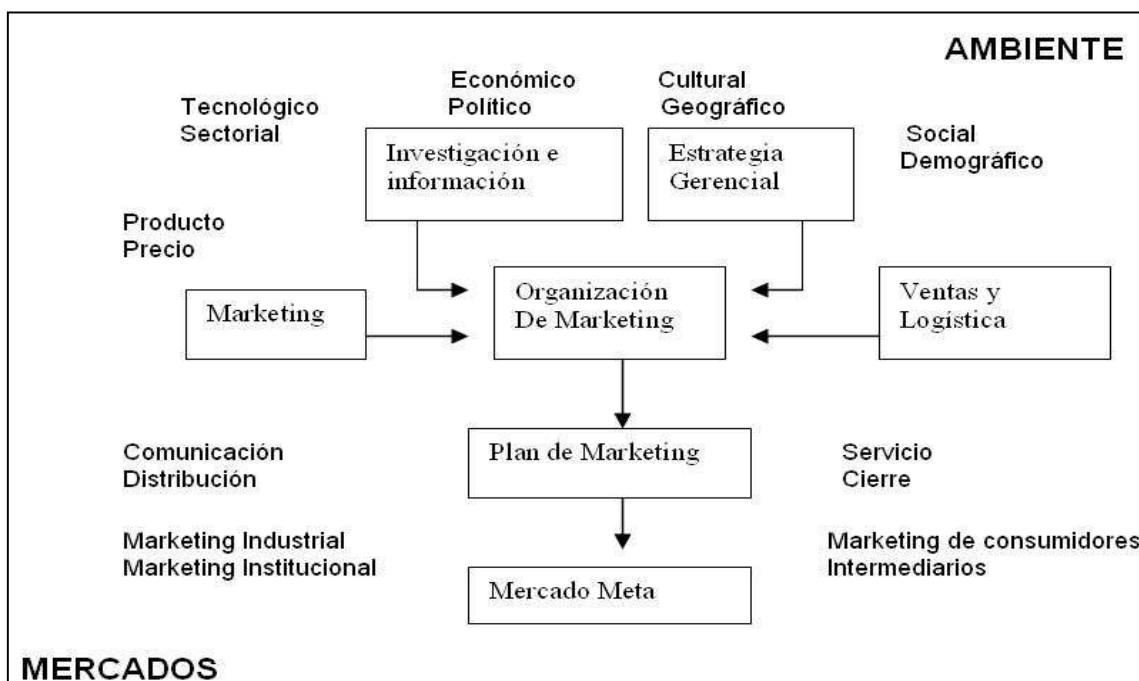 AMBIENTE
Económico
Político
Cultural
Geográfico
Tecnológico
Sectorial
Social
Demográfico
Investigación e
información
Estrategia
Gerencial
Producto
Precio
Marketing
Organización
De Marketing
Ventas y
Logística
Comunicación
Distribución
Plan de Marketing
Servicio
Cierre
Marketing Industrial
Marketing Institucional
Marketing de consumidores
Intermediarios
Mercado Meta
MERCADOS